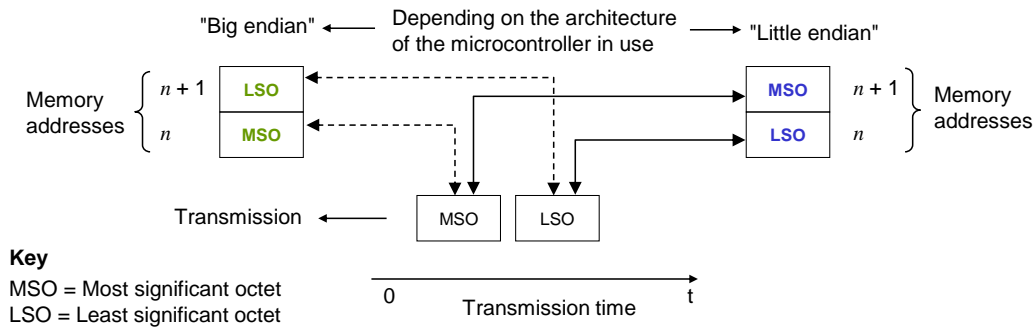 Depending on the architecture
of the microcontroller in use
"Big endian"
"Little endian"
Memory
addresses
n + 1
n
LSO
MSO
MSO
LSO
n + 1
n
Memory
addresses
Transmission
MSO
LSO
Key
MSO = Most significant octet
LSO = Least significant octet
0
Transmission time
t